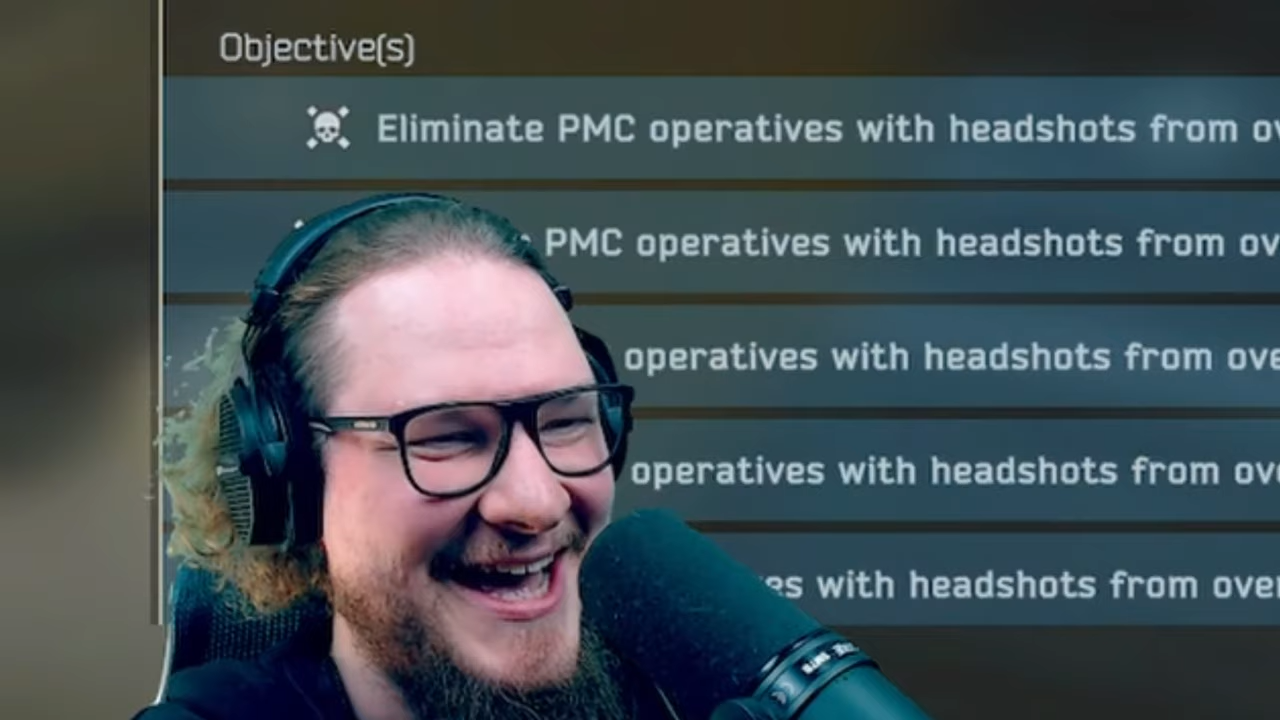 Objective(s)
Eliminate PMC operatives with headshots from ov
PMC operatives with headshots from ov
operatives with headshots from ove
operatives with headshots from ove
es with headshots from over